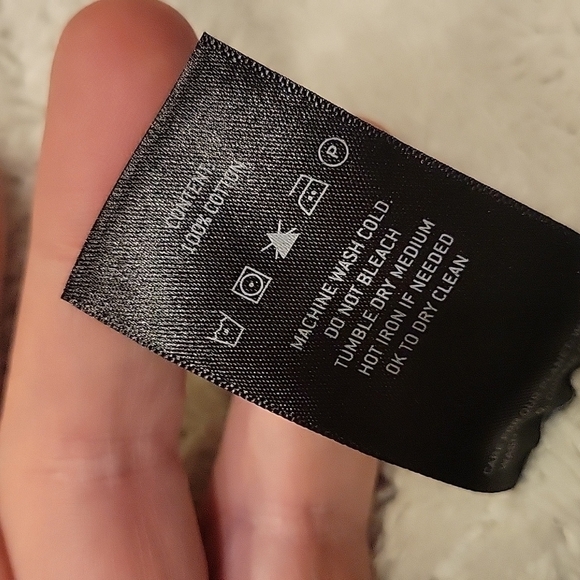 CONTENT:
100% COTTON
P
MACHINE WASH COLD
DO NOT BLEACH
TUMBLE DRY MEDIUM
HOT IRON IF NEEDED
OK TO DRY CLEAN